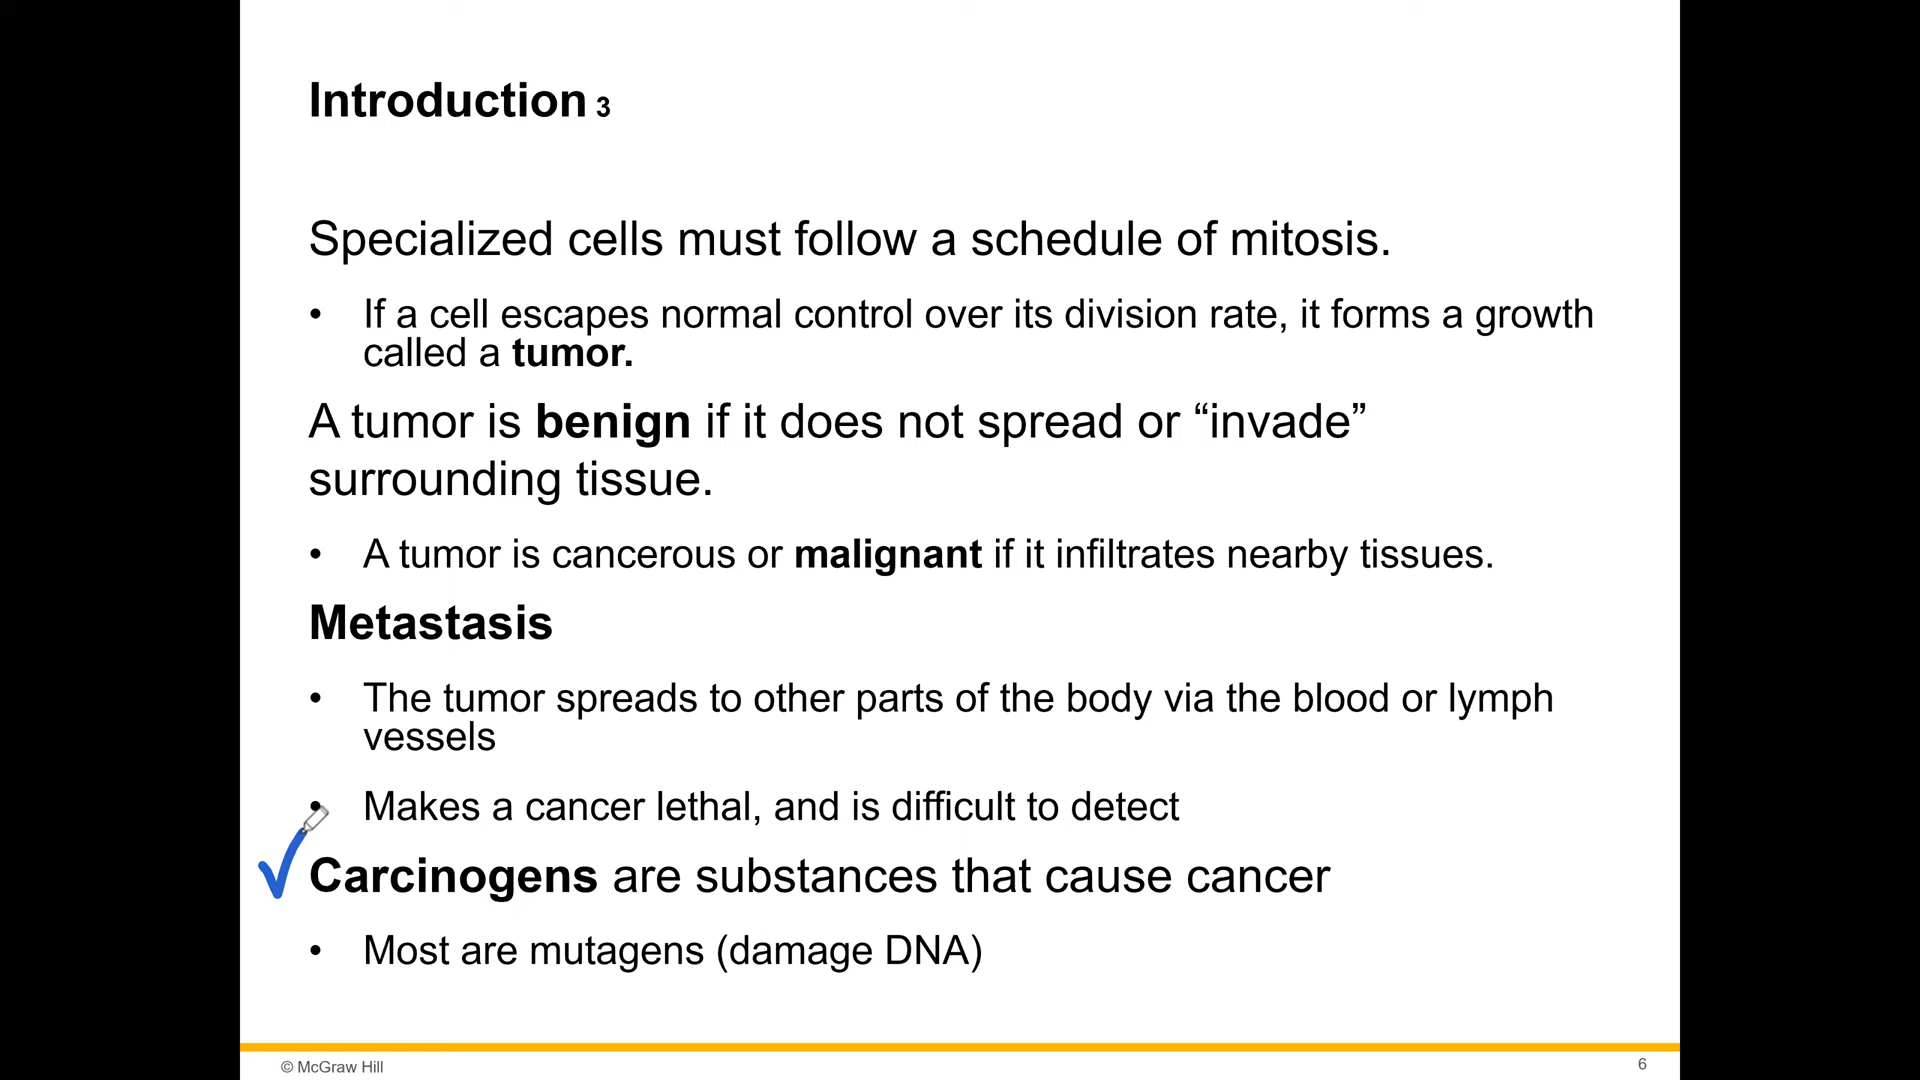 Introduction 3
Specialized cells must follow a schedule of mitosis.
• If a cell escapes normal control over its division rate, it forms a growth
called a tumor.
A tumor is benign if it does not spread or “invade”
surrounding tissue.
• A tumor is cancerous or malignant if it infiltrates nearby tissues.
Metastasis
• The tumor spreads to other parts of the body via the blood or lymph
vessels
• Makes a cancer lethal, and is difficult to detect
Carcinogens are substances that cause cancer
• Most are mutagens (damage DNA)
© McGraw Hill
6